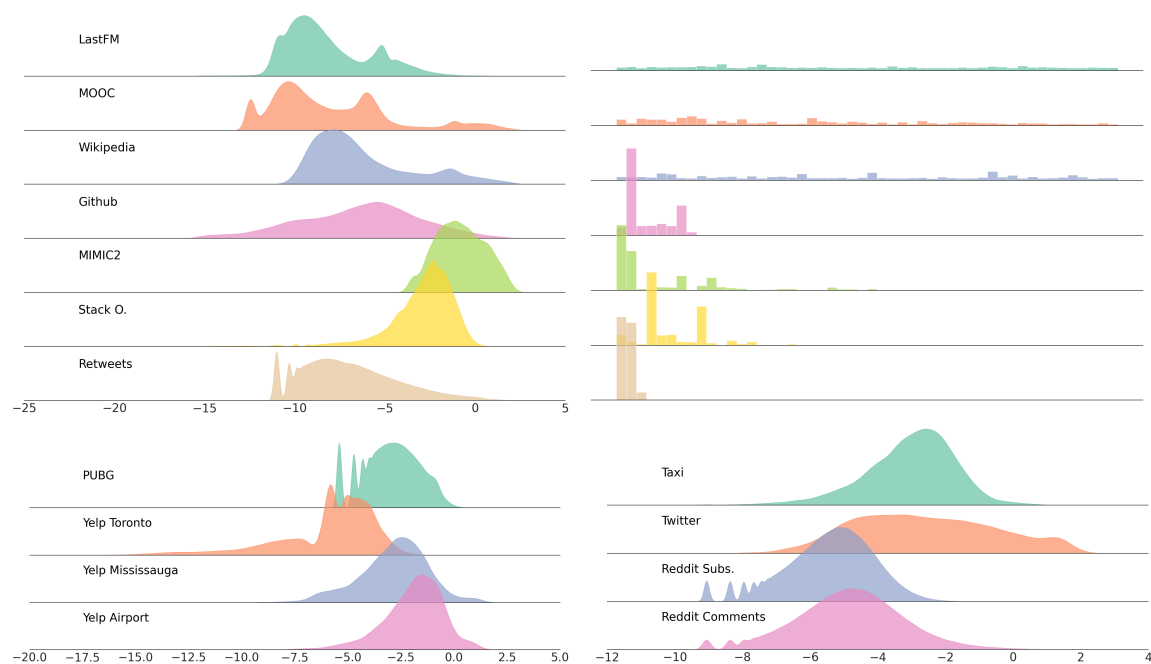 LastFM
MOOC
Wikipedia
Github
MIMIC2
Stack O.
Retweets
−25 −20 −15 −10 −5 0 5
PUBG
Yelp Toronto
Yelp Mississauga
Yelp Airport
−20.0 −17.5 −15.0 −12.5 −10.0 −7.5 −5.0 −2.5 0.0 2.5 5.0
Taxi
Twitter
Reddit Subs.
Reddit Comments
−12 −10 −8 −6 −4 −2 0 2 4